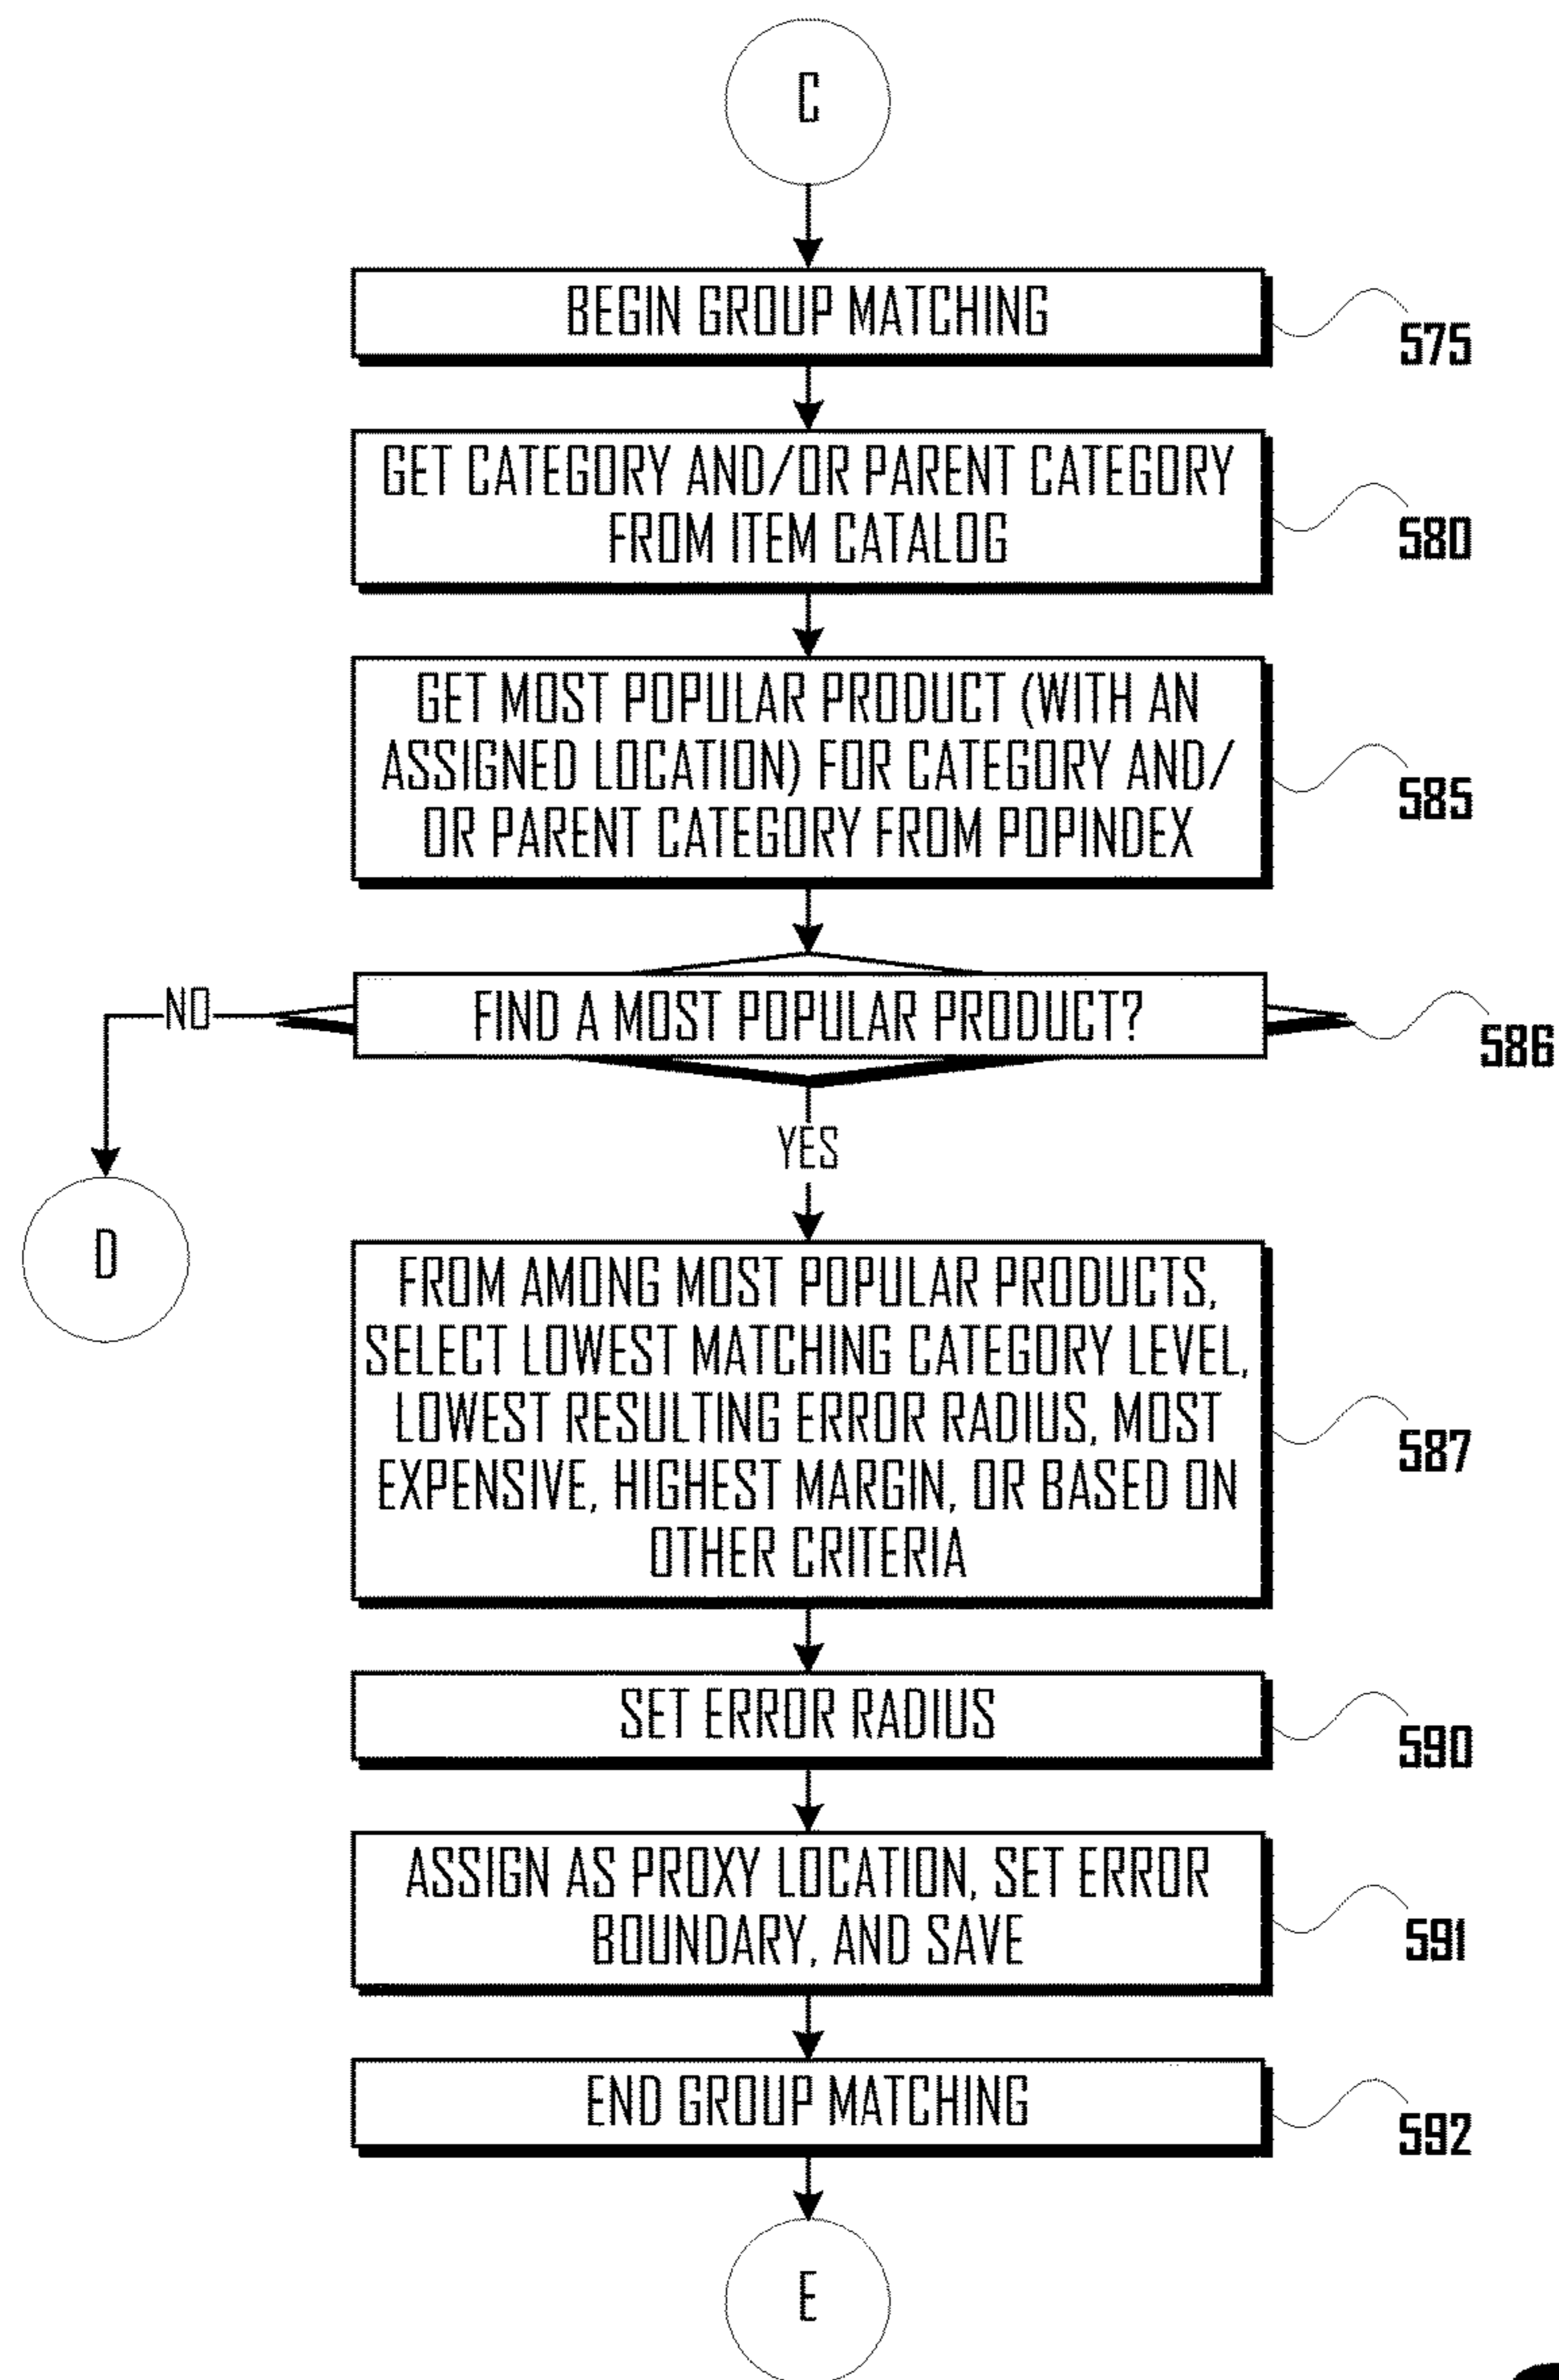 C
BEGIN GROUP MATCHING
575
GET CATEGORY AND/OR PARENT CATEGORY
FROM ITEM CATALOG
580
GET MOST POPULAR PRODUCT (WITH AN
ASSIGNED LOCATION) FOR CATEGORY AND/
OR PARENT CATEGORY FROM POPINDEX
585
NO
FIND A MOST POPULAR PRODUCT?
586
YES
D
FROM AMONG MOST POPULAR PRODUCTS,
SELECT LOWEST MATCHING CATEGORY LEVEL,
LOWEST RESULTING ERROR RADIUS, MOST
EXPENSIVE, HIGHEST MARGIN, OR BASED ON
OTHER CRITERIA
587
SET ERROR RADIUS
590
ASSIGN AS PROXY LOCATION, SET ERROR
BOUNDARY, AND SAVE
591
END GROUP MATCHING
592
E